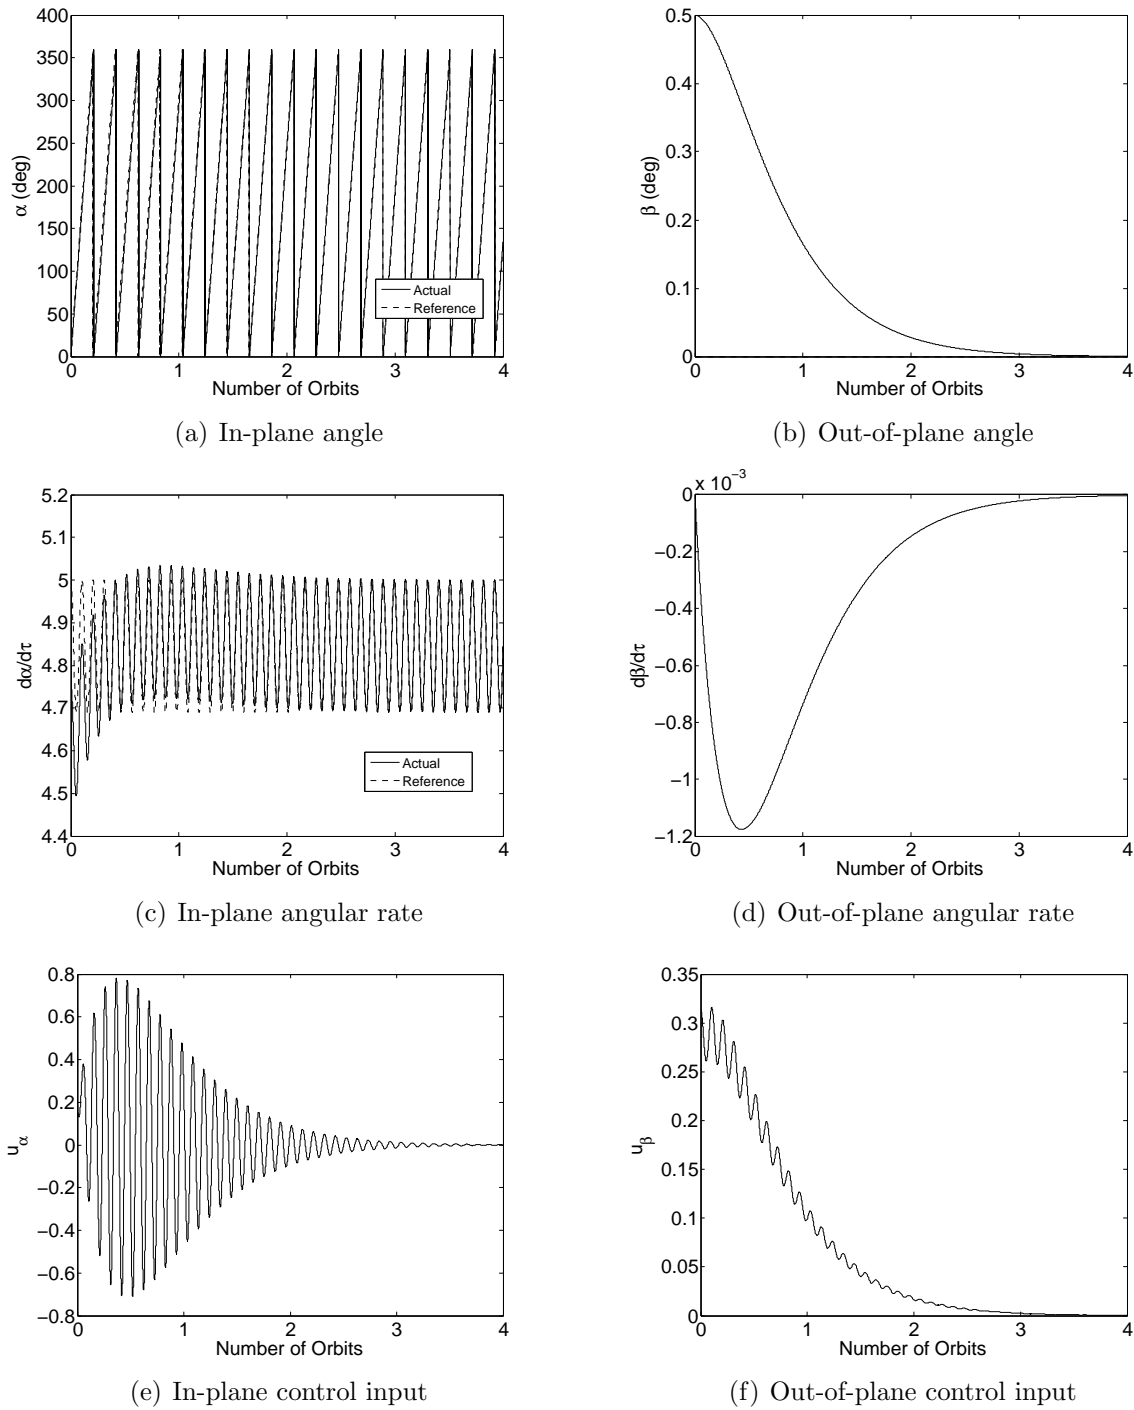 400
350
300
250
200
150
100
50
0
α (deg)
Actual
Reference
0 1 2 3 4
Number of Orbits
(a) In-plane angle
0.5
0.4
0.3
0.2
0.1
0
β (deg)
0 1 2 3 4
Number of Orbits
(b) Out-of-plane angle
5.2
5.1
5
4.9
4.8
4.7
4.6
4.5
4.4
dα/dτ
Actual
Reference
0 1 2 3 4
Number of Orbits
(c) In-plane angular rate
x 10⁻³
0
−0.2
−0.4
−0.6
−0.8
−1
−1.2
dβ/dτ
0 1 2 3 4
Number of Orbits
(d) Out-of-plane angular rate
0.8
0.6
0.4
0.2
0
−0.2
−0.4
−0.6
−0.8
u_α
0 1 2 3 4
Number of Orbits
(e) In-plane control input
0.35
0.3
0.25
0.2
0.15
0.1
0.05
0
u_β
0 1 2 3 4
Number of Orbits
(f) Out-of-plane control input